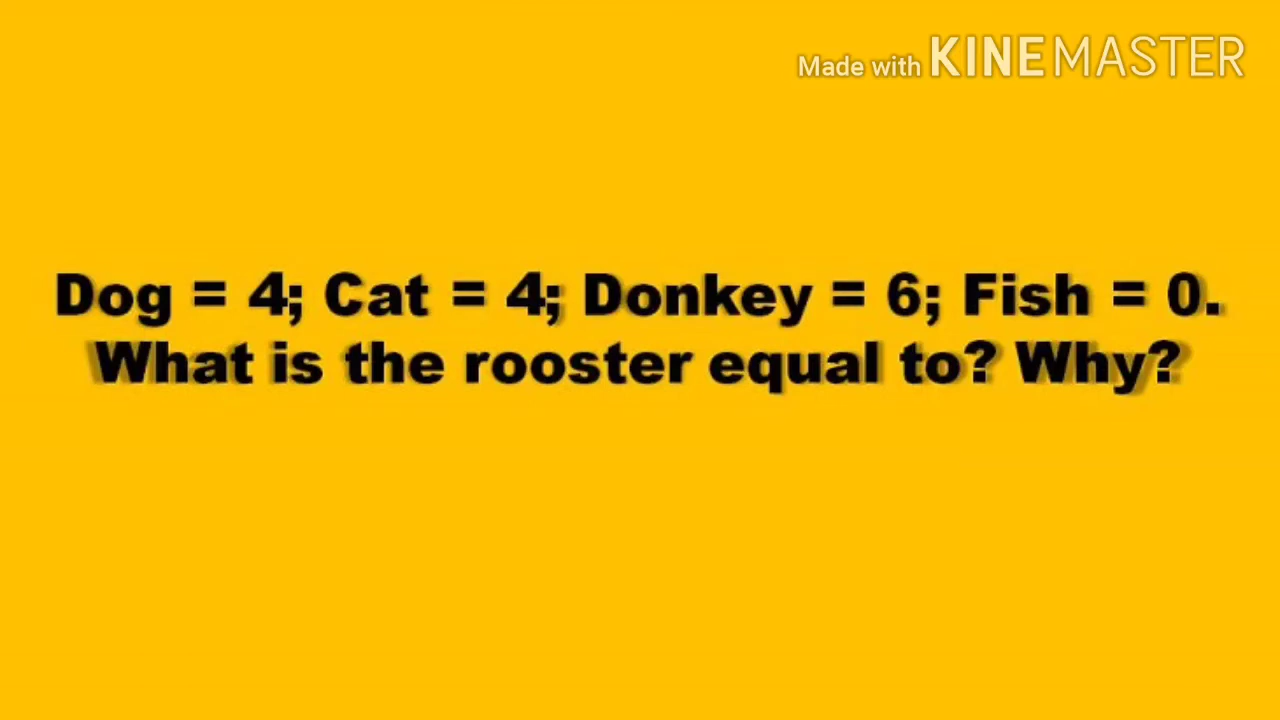 Made with KINEMASTER
Dog = 4; Cat = 4; Donkey = 6; Fish = 0.
What is the rooster equal to? Why?